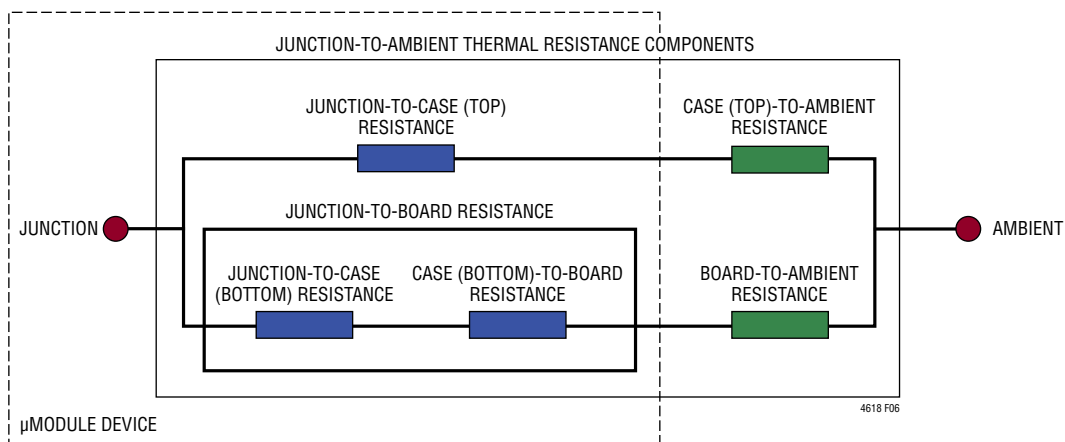 JUNCTION-TO-AMBIENT THERMAL RESISTANCE COMPONENTS
JUNCTION-TO-CASE (TOP)
RESISTANCE
CASE (TOP)-TO-AMBIENT
RESISTANCE
JUNCTION
JUNCTION-TO-BOARD RESISTANCE
AMBIENT
JUNCTION-TO-CASE
(BOTTOM) RESISTANCE
CASE (BOTTOM)-TO-BOARD
RESISTANCE
BOARD-TO-AMBIENT
RESISTANCE
4618 F06
µMODULE DEVICE